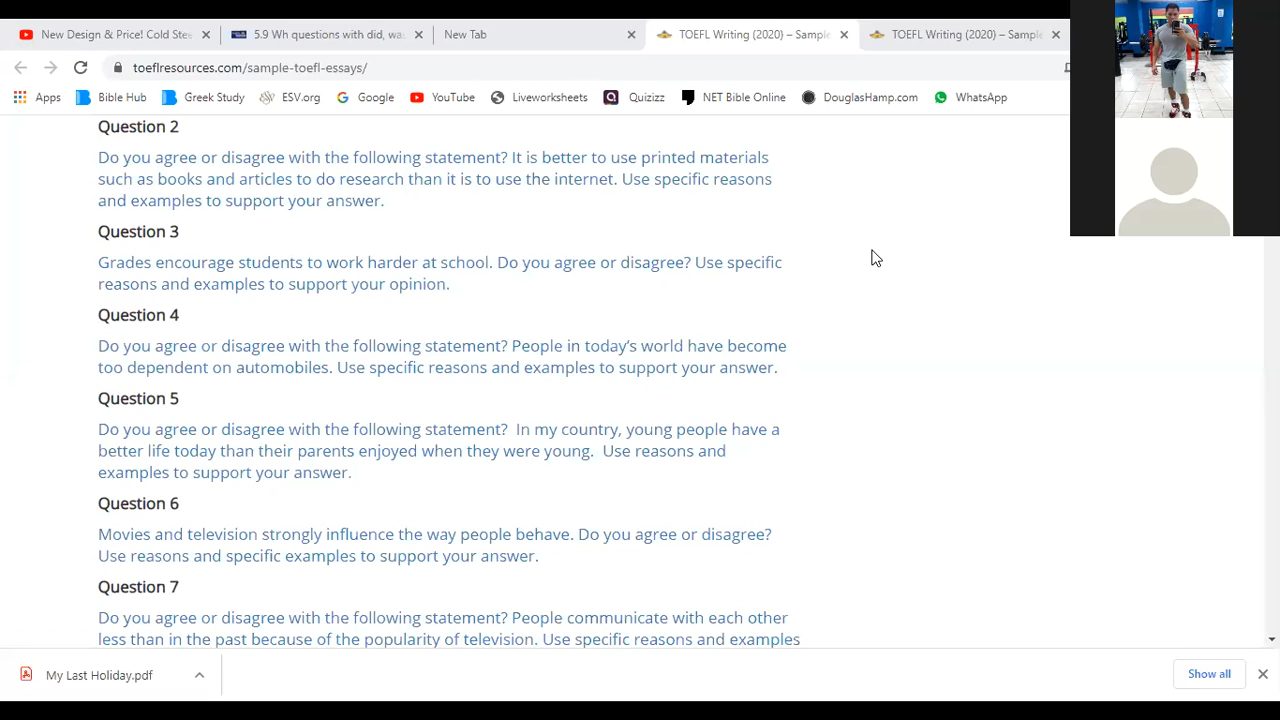 New Design & Price! Cold Ste
5.9 Wh questions with did, wa
New Tab
TOEFL Writing (2020) – Sample
TOEFL Writing (2020) – Sample
toeflresources.com/sample-toefl-essays/
Apps
Bible Hub
Greek Study
ESV.org
Google
YouTube
Liveworksheets
Quizizz
NET Bible Online
DouglasHamp.com
WhatsApp
Question 2
Do you agree or disagree with the following statement? It is better to use printed materials
such as books and articles to do research than it is to use the internet. Use specific reasons
and examples to support your answer.
Question 3
Grades encourage students to work harder at school. Do you agree or disagree? Use specific
reasons and examples to support your opinion.
Question 4
Do you agree or disagree with the following statement? People in today’s world have become
too dependent on automobiles. Use specific reasons and examples to support your answer.
Question 5
Do you agree or disagree with the following statement?  In my country, young people have a
better life today than their parents enjoyed when they were young.  Use reasons and
examples to support your answer.
Question 6
Movies and television strongly influence the way people behave. Do you agree or disagree?
Use reasons and specific examples to support your answer.
Question 7
Do you agree or disagree with the following statement? People communicate with each other
less than in the past because of the popularity of television. Use specific reasons and examples
My Last Holiday.pdf
Show all